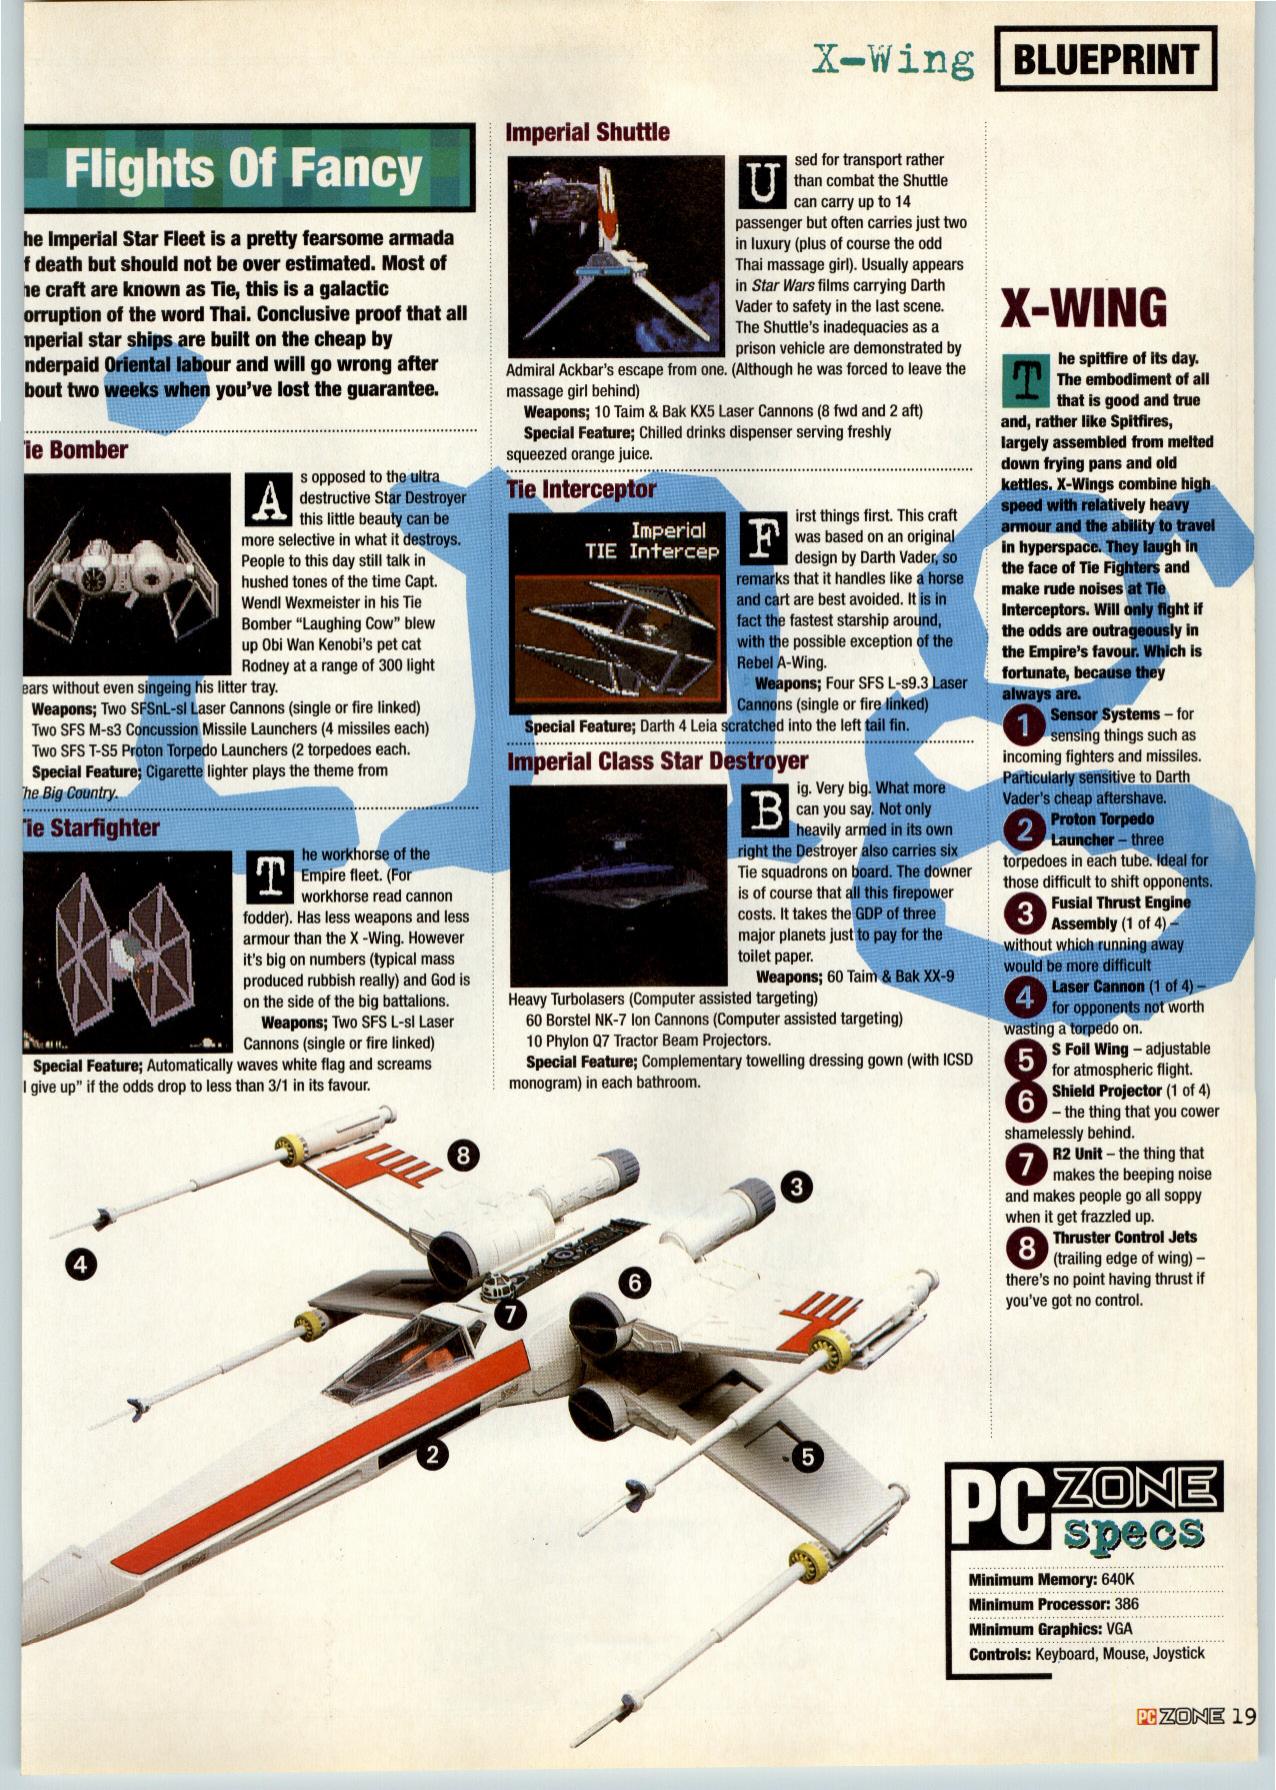 X-Wing BLUEPRINT
Flights Of Fancy
he Imperial Star Fleet is a pretty fearsome armada
f death but should not be over estimated. Most of
he craft are known as Tie, this is a galactic
orruption of the word Thai. Conclusive proof that all
mperial star ships are built on the cheap by
nderpaid Oriental labour and will go wrong after
bout two weeks when you've lost the guarantee.
ie Bomber
As opposed to the ultra
destructive Star Destroyer
this little beauty can be
more selective in what it destroys.
People to this day still talk in
hushed tones of the time Capt.
Wendl Wexmeister in his Tie
Bomber “Laughing Cow” blew
up Obi Wan Kenobi's pet cat
Rodney at a range of 300 light
ears without even singeing his litter tray.
Weapons; Two SFSnL-sl Laser Cannons (single or fire linked)
Two SFS M-s3 Concussion Missile Launchers (4 missiles each)
Two SFS T-S5 Proton Torpedo Launchers (2 torpedoes each.
Special Feature; Cigarette lighter plays the theme from
The Big Country.
ie Starfighter
The workhorse of the
Empire fleet. (For
workhorse read cannon
fodder). Has less weapons and less
armour than the X -Wing. However
it's big on numbers (typical mass
produced rubbish really) and God is
on the side of the big battalions.
Weapons; Two SFS L-sl Laser
Cannons (single or fire linked)
Special Feature; Automatically waves white flag and screams
I give up” if the odds drop to less than 3/1 in its favour.
Imperial Shuttle
Used for transport rather
than combat the Shuttle
can carry up to 14
passenger but often carries just two
in luxury (plus of course the odd
Thai massage girl). Usually appears
in Star Wars films carrying Darth
Vader to safety in the last scene.
The Shuttle's inadequacies as a
prison vehicle are demonstrated by
Admiral Ackbar's escape from one. (Although he was forced to leave the
massage girl behind)
Weapons; 10 Taim & Bak KX5 Laser Cannons (8 fwd and 2 aft)
Special Feature; Chilled drinks dispenser serving freshly
squeezed orange juice.
Tie Interceptor
Imperial
TIE Intercep
First things first. This craft
was based on an original
design by Darth Vader, so
remarks that it handles like a horse
and cart are best avoided. It is in
fact the fastest starship around,
with the possible exception of the
Rebel A-Wing.
Weapons; Four SFS L-s9.3 Laser
Cannons (single or fire linked)
Special Feature; Darth 4 Leia scratched into the left tail fin.
Imperial Class Star Destroyer
Big. Very big. What more
can you say. Not only
heavily armed in its own
right the Destroyer also carries six
Tie squadrons on board. The downer
is of course that all this firepower
costs. It takes the GDP of three
major planets just to pay for the
toilet paper.
Weapons; 60 Taim & Bak XX-9
Heavy Turbolasers (Computer assisted targeting)
60 Borstel NK-7 Ion Cannons (Computer assisted targeting)
10 Phylon Q7 Tractor Beam Projectors.
Special Feature; Complementary towelling dressing gown (with ICSD
monogram) in each bathroom.
X-WING
The spitfire of its day.
The embodiment of all
that is good and true
and, rather like Spitfires,
largely assembled from melted
down frying pans and old
kettles. X-Wings combine high
speed with relatively heavy
armour and the ability to travel
in hyperspace. They laugh in
the face of Tie Fighters and
make rude noises at Tie
Interceptors. Will only fight if
the odds are outrageously in
the Empire's favour. Which is
fortunate, because they
always are.
1 Sensor Systems – for
sensing things such as
incoming fighters and missiles.
Particularly sensitive to Darth
Vader's cheap aftershave.
2 Proton Torpedo
Launcher – three
torpedoes in each tube. Ideal for
those difficult to shift opponents.
3 Fusial Thrust Engine
Assembly (1 of 4) –
without which running away
would be more difficult
4 Laser Cannon (1 of 4) –
for opponents not worth
wasting a torpedo on.
5 S Foil Wing – adjustable
for atmospheric flight.
6 Shield Projector (1 of 4)
– the thing that you cower
shamelessly behind.
7 R2 Unit – the thing that
makes the beeping noise
and makes people go all soppy
when it get frazzled up.
8 Thruster Control Jets
(trailing edge of wing) –
there's no point having thrust if
you've got no control.
8
3
4
6
7
2
5
PC ZONE
specs
Minimum Memory: 640K
Minimum Processor: 386
Minimum Graphics: VGA
Controls: Keyboard, Mouse, Joystick
PC ZONE 19